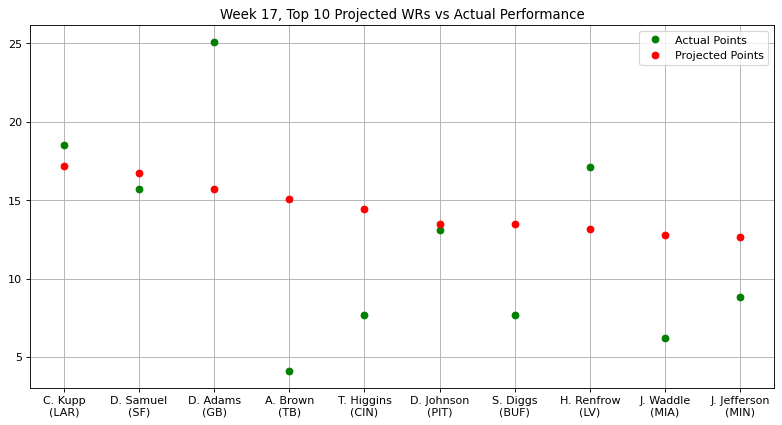 Week 17, Top 10 Projected WRs vs Actual Performance
Actual Points
Projected Points
25
20
15
10
5
C. Kupp D. Samuel D. Adams A. Brown T. Higgins D. Johnson S. Diggs H. Renfrow J. Waddle J. Jefferson
(LAR) (SF) (GB) (TB) (CIN) (PIT) (BUF) (LV) (MIA) (MIN)